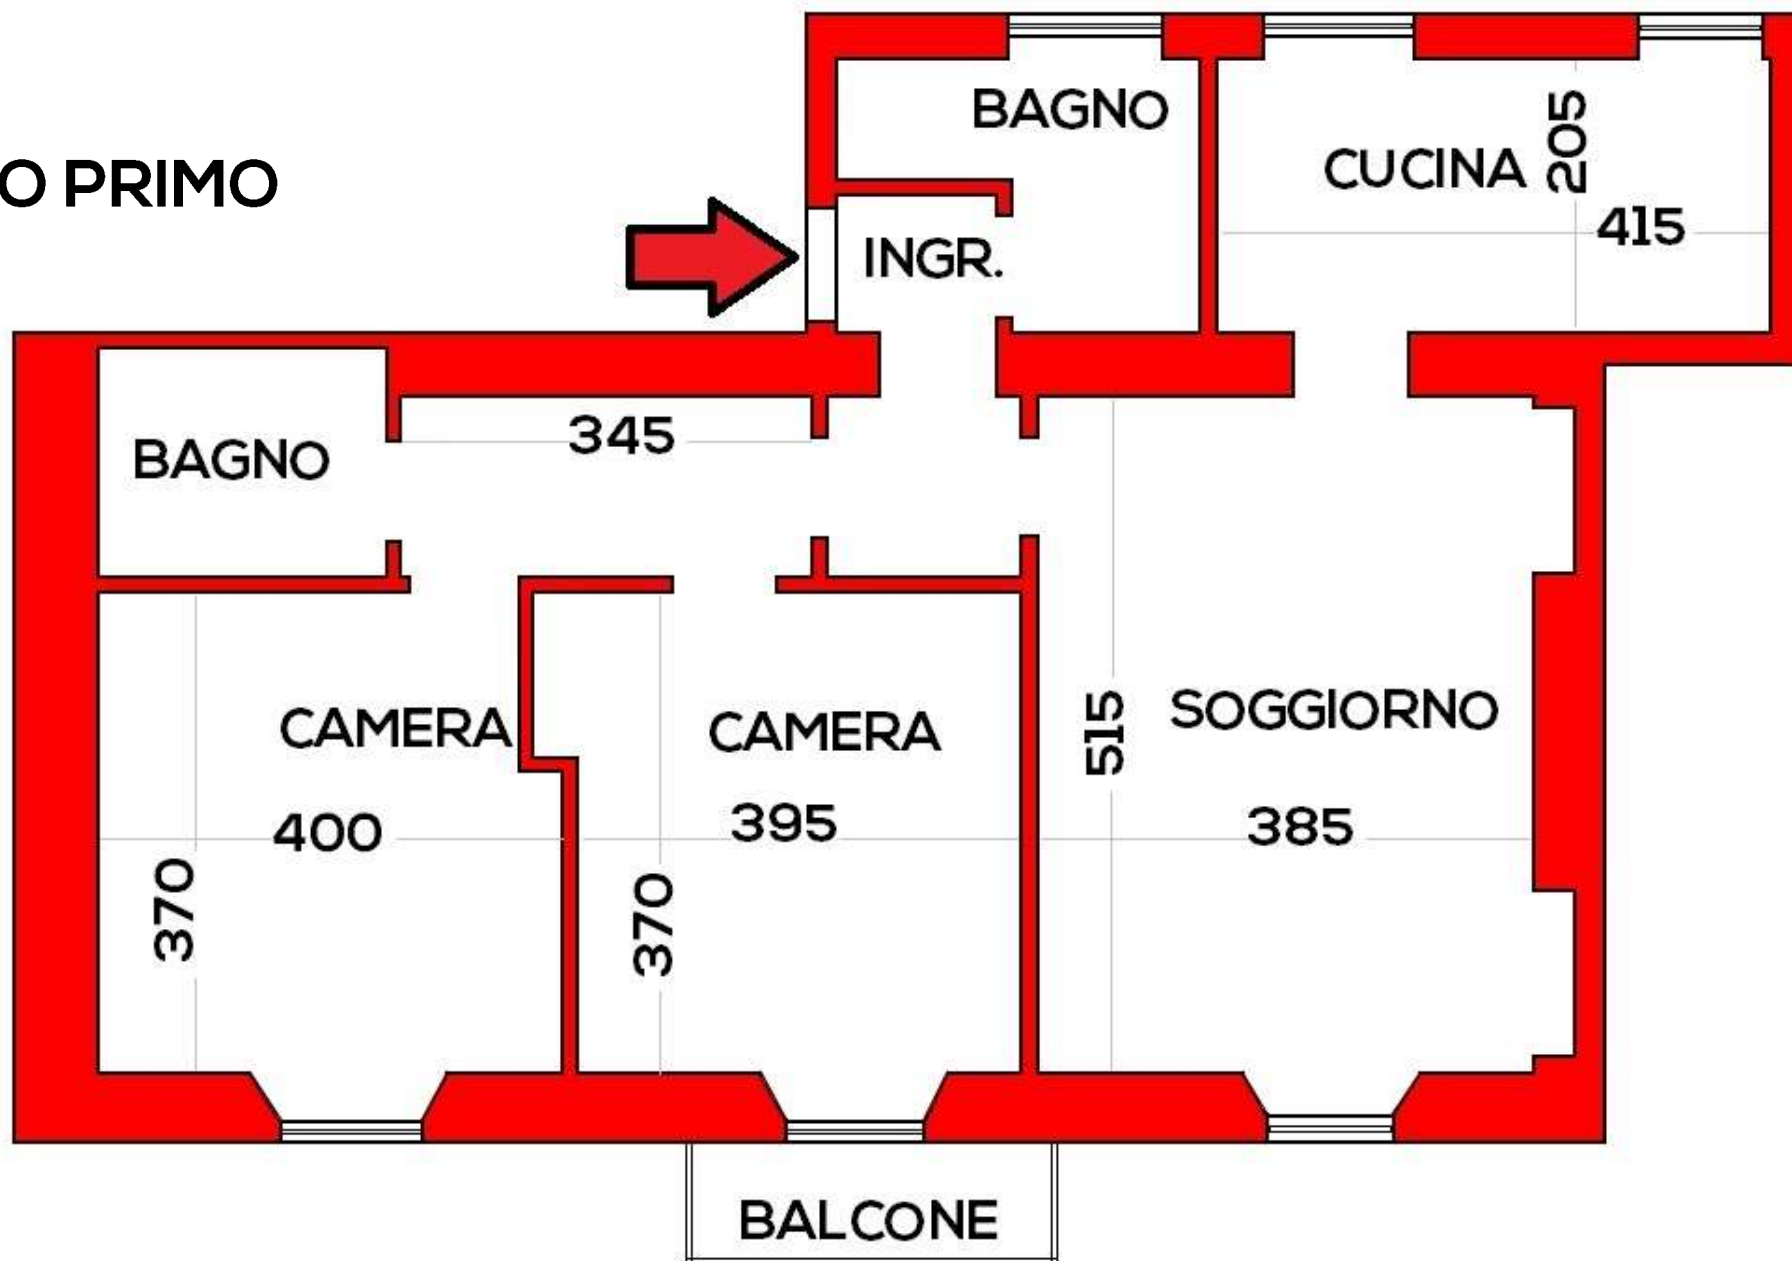 BAGNO
205
CUCINA
O PRIMO
415
INGR.
345
BAGNO
CAMERA
CAMERA
515
SOGGIORNO
400
395
385
370
370
BALCONE